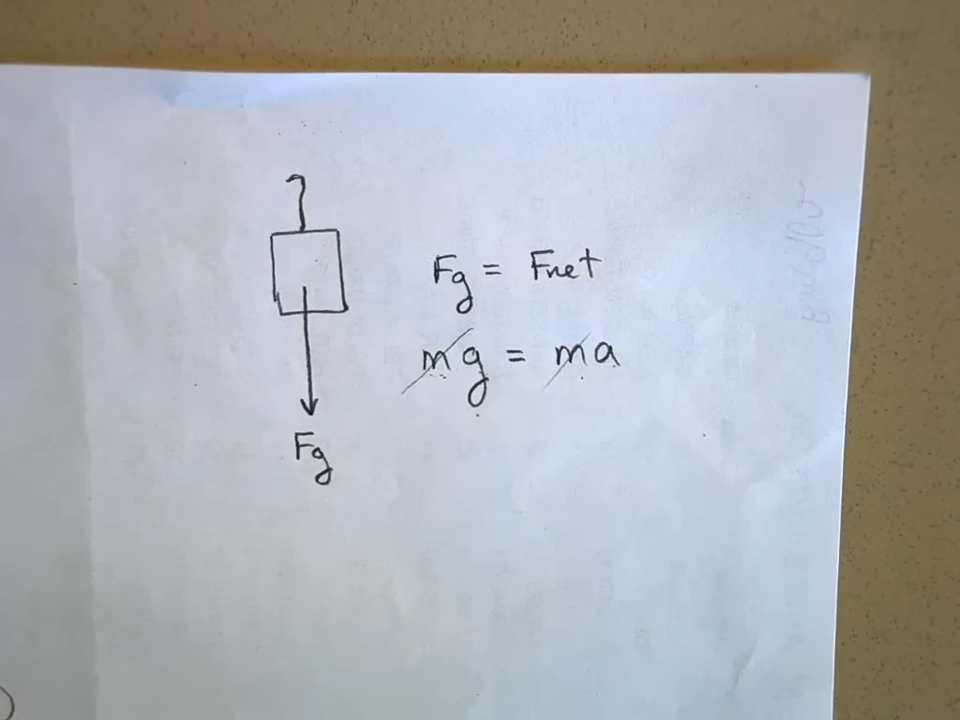 Fg = Fnet
mg = ma
Fg